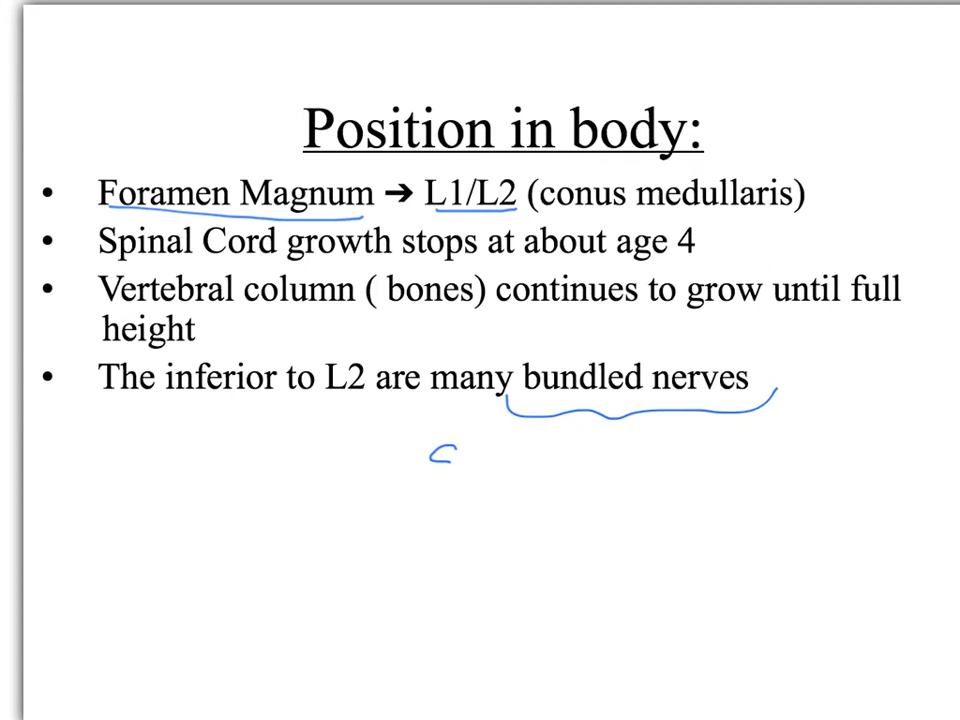 Position in body:
• Foramen Magnum ➔ L1/L2 (conus medullaris)
• Spinal Cord growth stops at about age 4
• Vertebral column ( bones) continues to grow until full
height
• The inferior to L2 are many bundled nerves